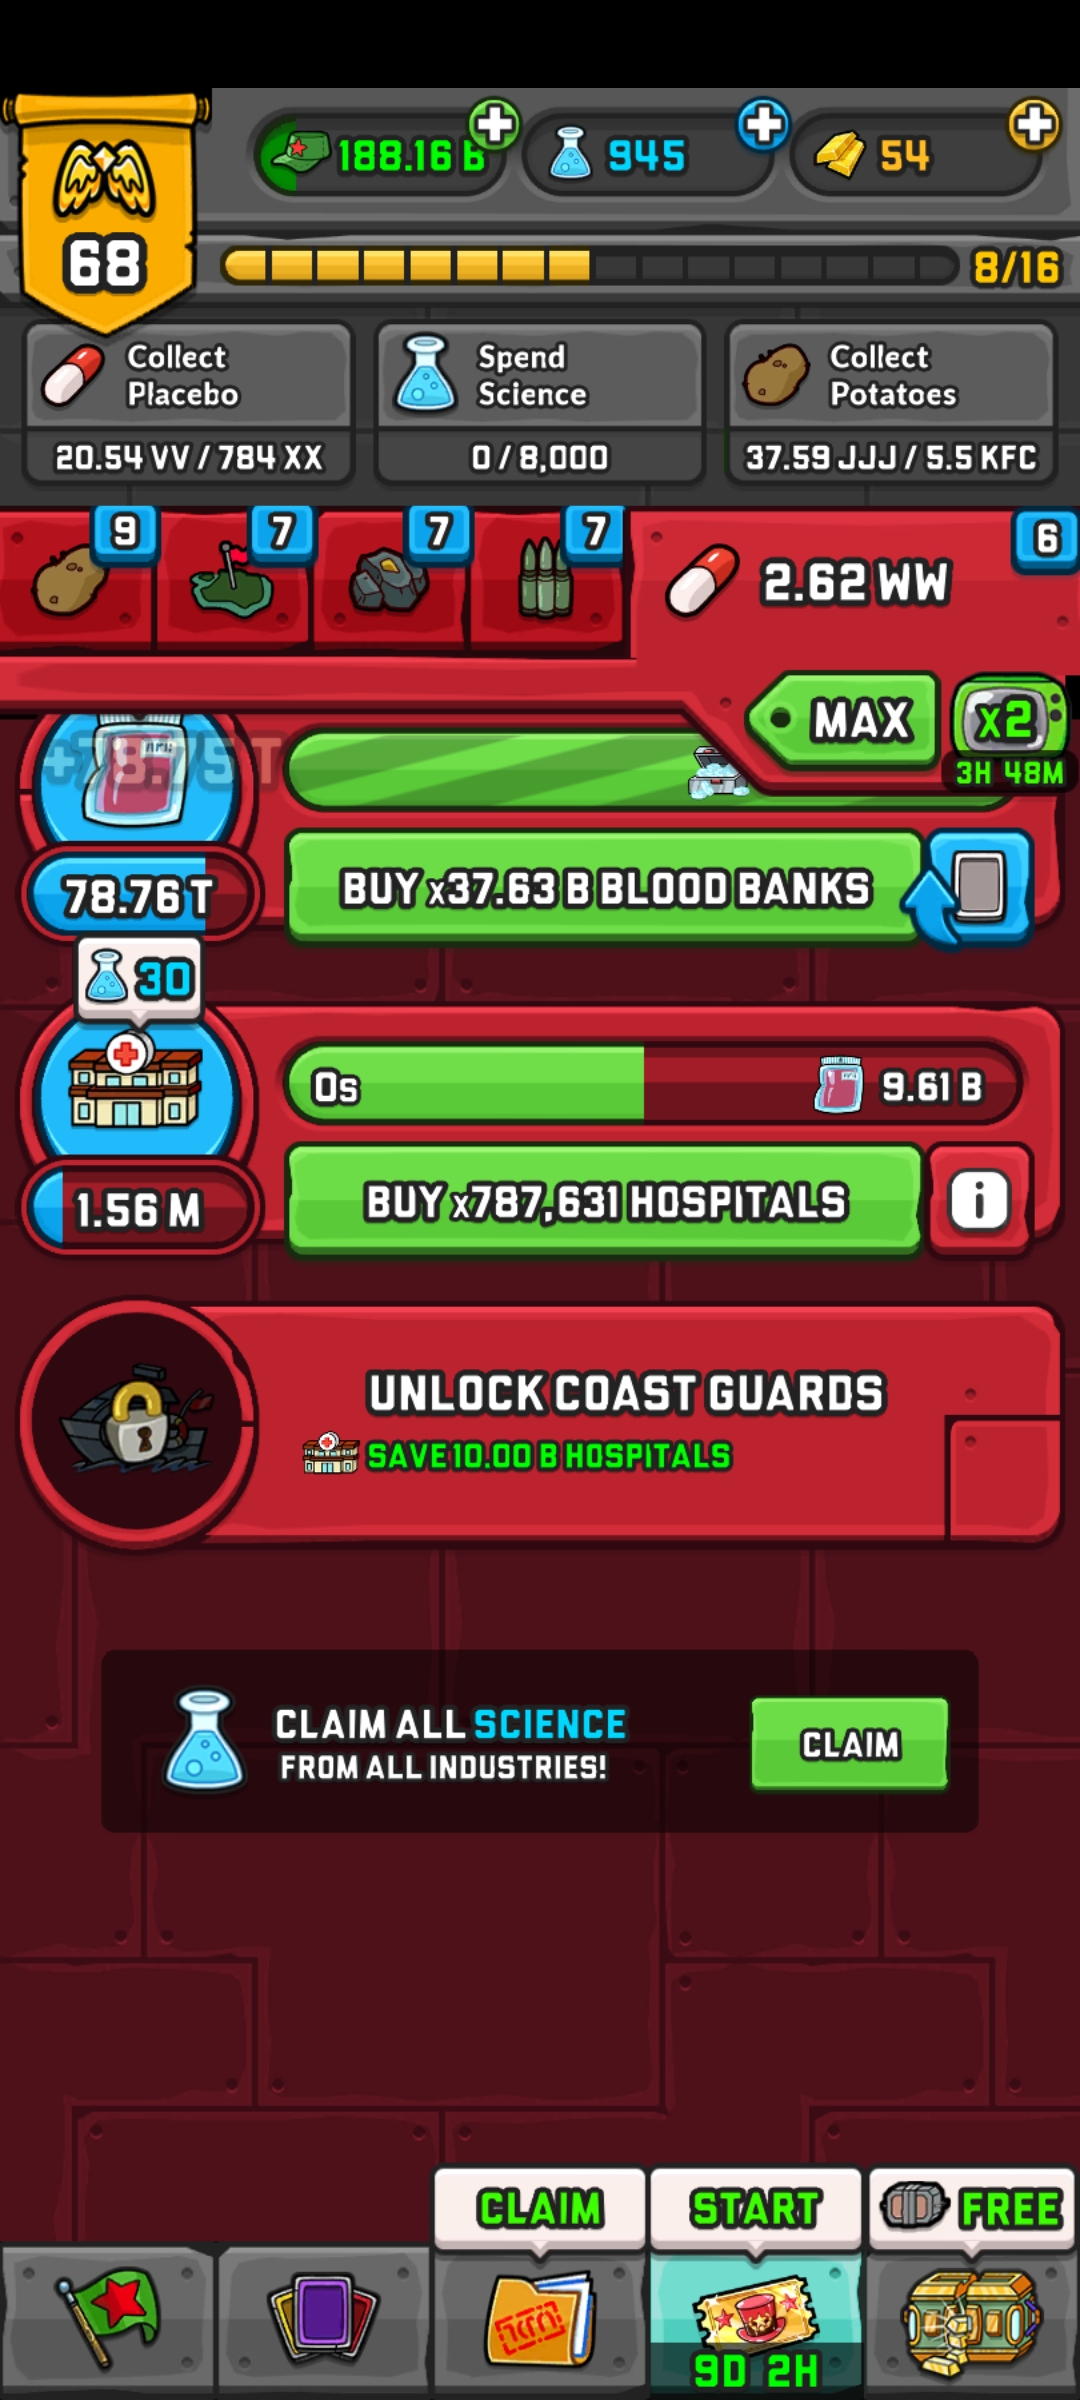 188.16 B
945
54
68
8/16
Collect
Placebo
20.54 VV / 784 XX
Spend
Science
0 / 8,000
Collect
Potatoes
37.59 JJJ / 5.5 KFC
9
7
7
7
6
2.62 WW
MAX
x2
3H 48M
+78.75 T
78.76 T
BUY x37.63 B BLOOD BANKS
30
0s
9.61 B
1.56 M
BUY x787,631 HOSPITALS
i
UNLOCK COAST GUARDS
SAVE 10.00 B HOSPITALS
CLAIM ALL SCIENCE
FROM ALL INDUSTRIES!
CLAIM
CLAIM
START
FREE
9D 2H